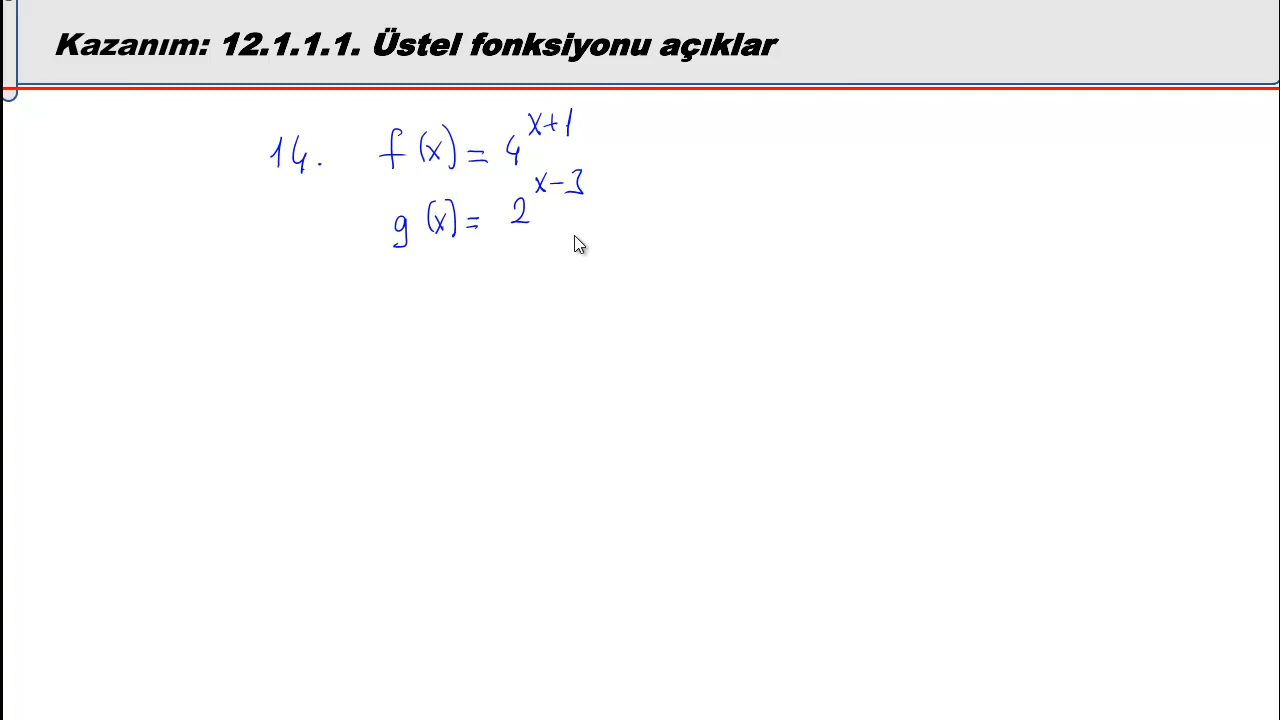 Kazanım: 12.1.1.1. Üstel fonksiyonu açıklar
14. f(x) = 4^{x+1}
g(x) = 2^{x-3}